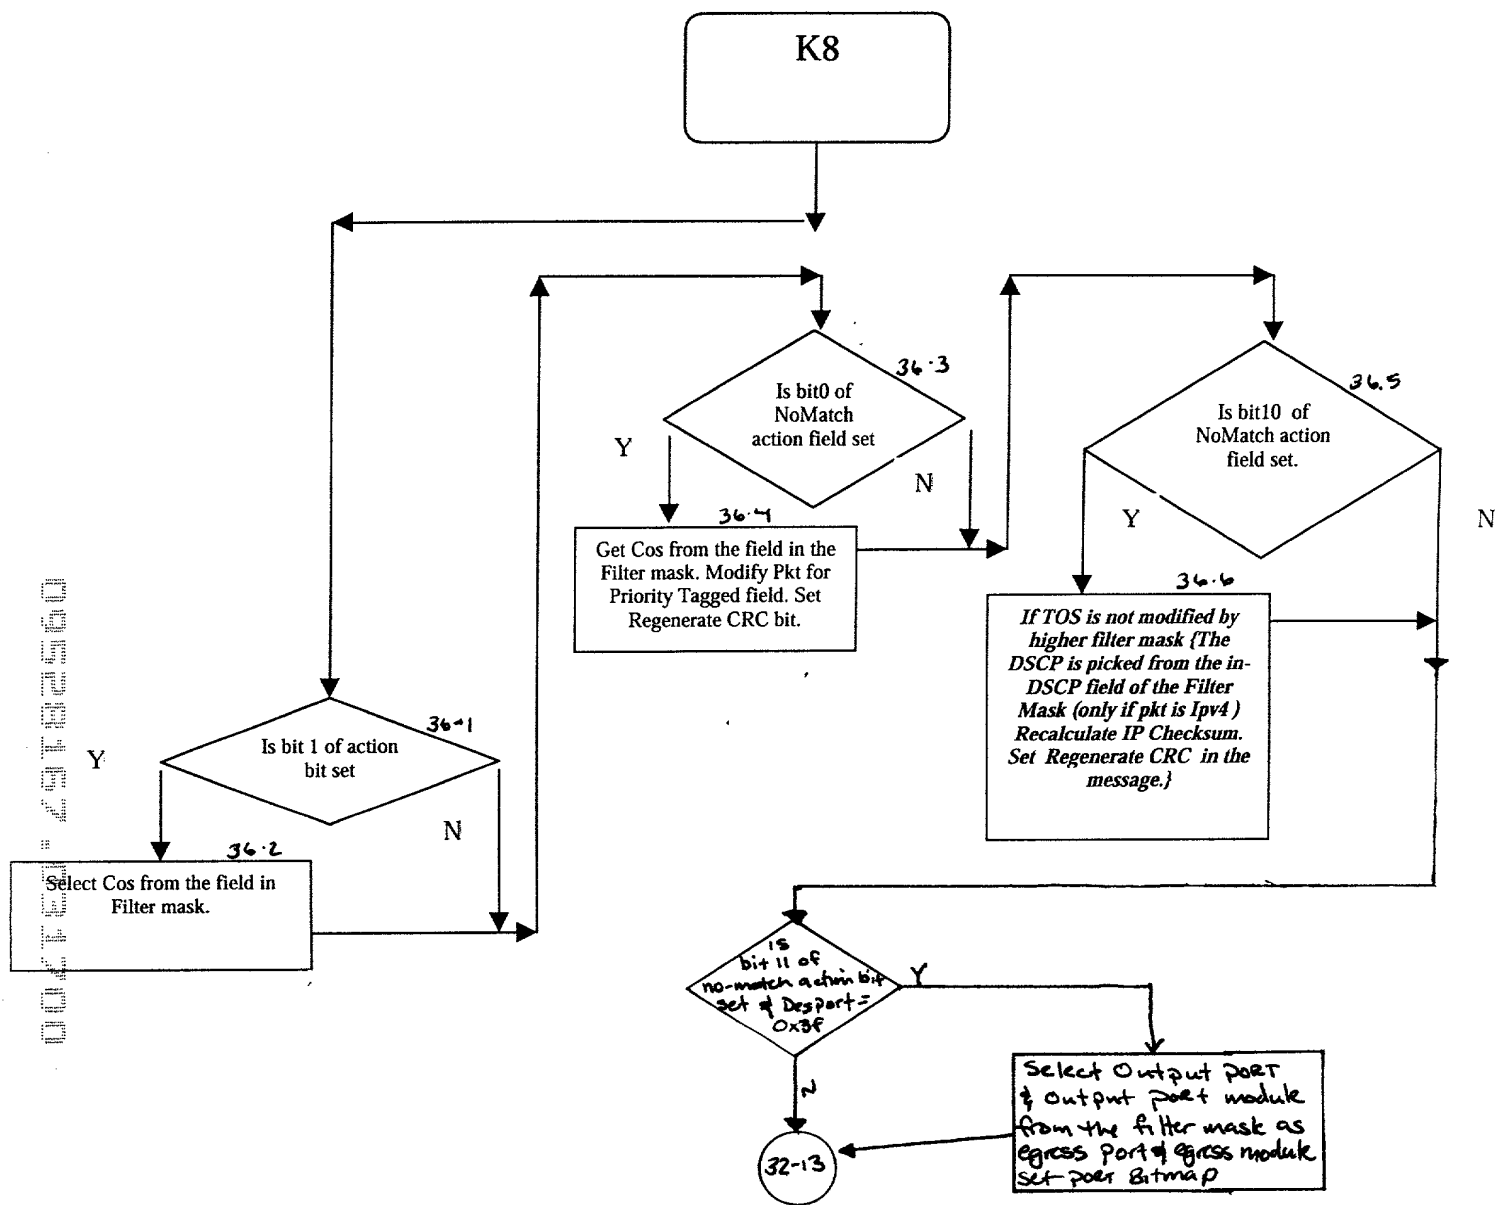 K8
36-1
Is bit 1 of action
bit set
Y
N
36.2
Select Cos from the field in
Filter mask.
36.3
Is bit0 of
NoMatch
action field set
Y
N
36.4
Get Cos from the field in the
Filter mask. Modify Pkt for
Priority Tagged field. Set
Regenerate CRC bit.
36.5
Is bit10 of
NoMatch action
field set.
Y
N
36.6
If TOS is not modified by
higher filter mask {The
DSCP is picked from the in-
DSCP field of the Filter
Mask (only if pkt is Ipv4 )
Recalculate IP Checksum.
Set Regenerate CRC in the
message.}
is
bit 11 of
no-match action bit
set & Desport=
0x3f
Y
N
Select Output PORT
& Output port module
from the filter mask as
egress port & egress module
set port Bitmap
32-13
09528167 . 031700